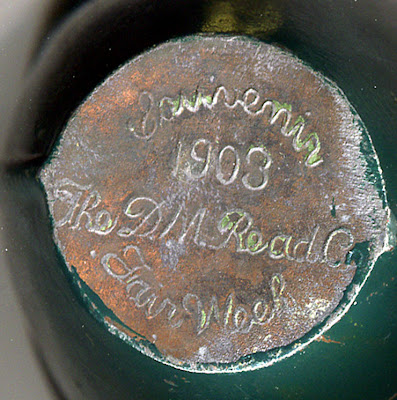 Souvenir
1903
The D.M. Read Co.
Fair Week